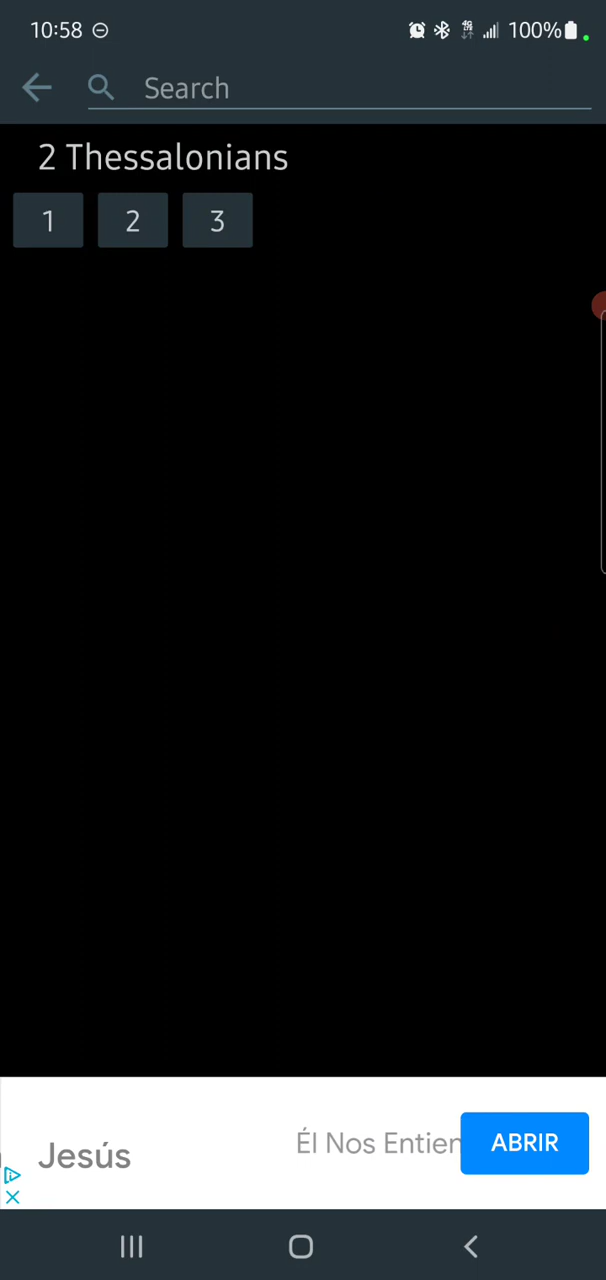 10:58 100%
Search
2 Thessalonians
1 2 3
Jesús Él Nos Entien ABRIR